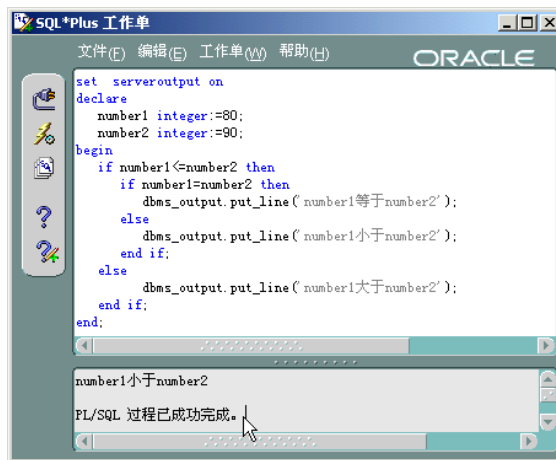 SQL*Plus 工作单
文件(F) 编辑(E) 工作单(W) 帮助(H) ORACLE
set serveroutput on
declare
number1 integer:=80;
number2 integer:=90;
begin
if number1<=number2 then
if number1=number2 then
dbms_output.put_line('number1等于number2');
else
dbms_output.put_line('number1小于number2');
end if;
else
dbms_output.put_line('number1大于number2');
end if;
end;
number1小于number2
PL/SQL 过程已成功完成。